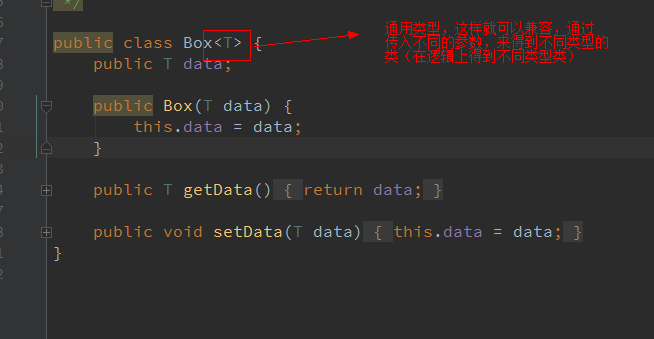 */
public class Box<T> {
通用类型，这样就可以兼容，通过
传入不同的参数，来得到不同类型的
类（在逻辑上得到不同类型类）
public T data;
public Box(T data) {
this.data = data;
}
public T getData() { return data; }
public void setData(T data) { this.data = data; }
}